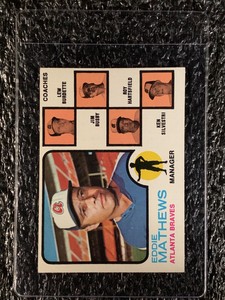 COACHES
LEW
BURDETTE
ROY
HARTSFIELD
JIM
BUSBY
KEN
SILVESTRI
EDDIE
MATHEWS
MANAGER
ATLANTA BRAVES